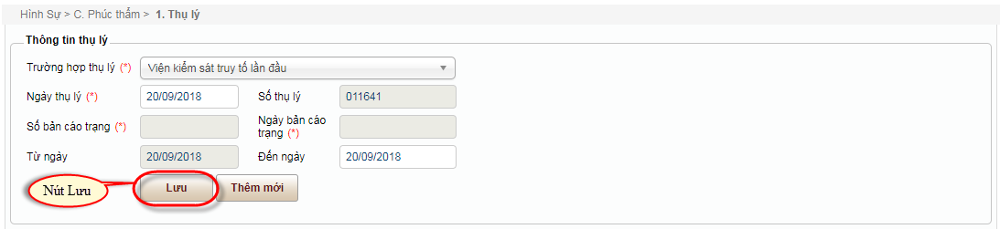 Hình Sự > C. Phúc thẩm > 1. Thụ lý
Thông tin thụ lý
Trường hợp thụ lý (*) Viện kiểm sát truy tố lần đầu
Ngày thụ lý (*) 20/09/2018 Số thụ lý 011641
Số bản cáo trạng (*) Ngày bản cáo
trạng (*)
Từ ngày 20/09/2018 Đến ngày 20/09/2018
Nút Lưu Lưu Thêm mới